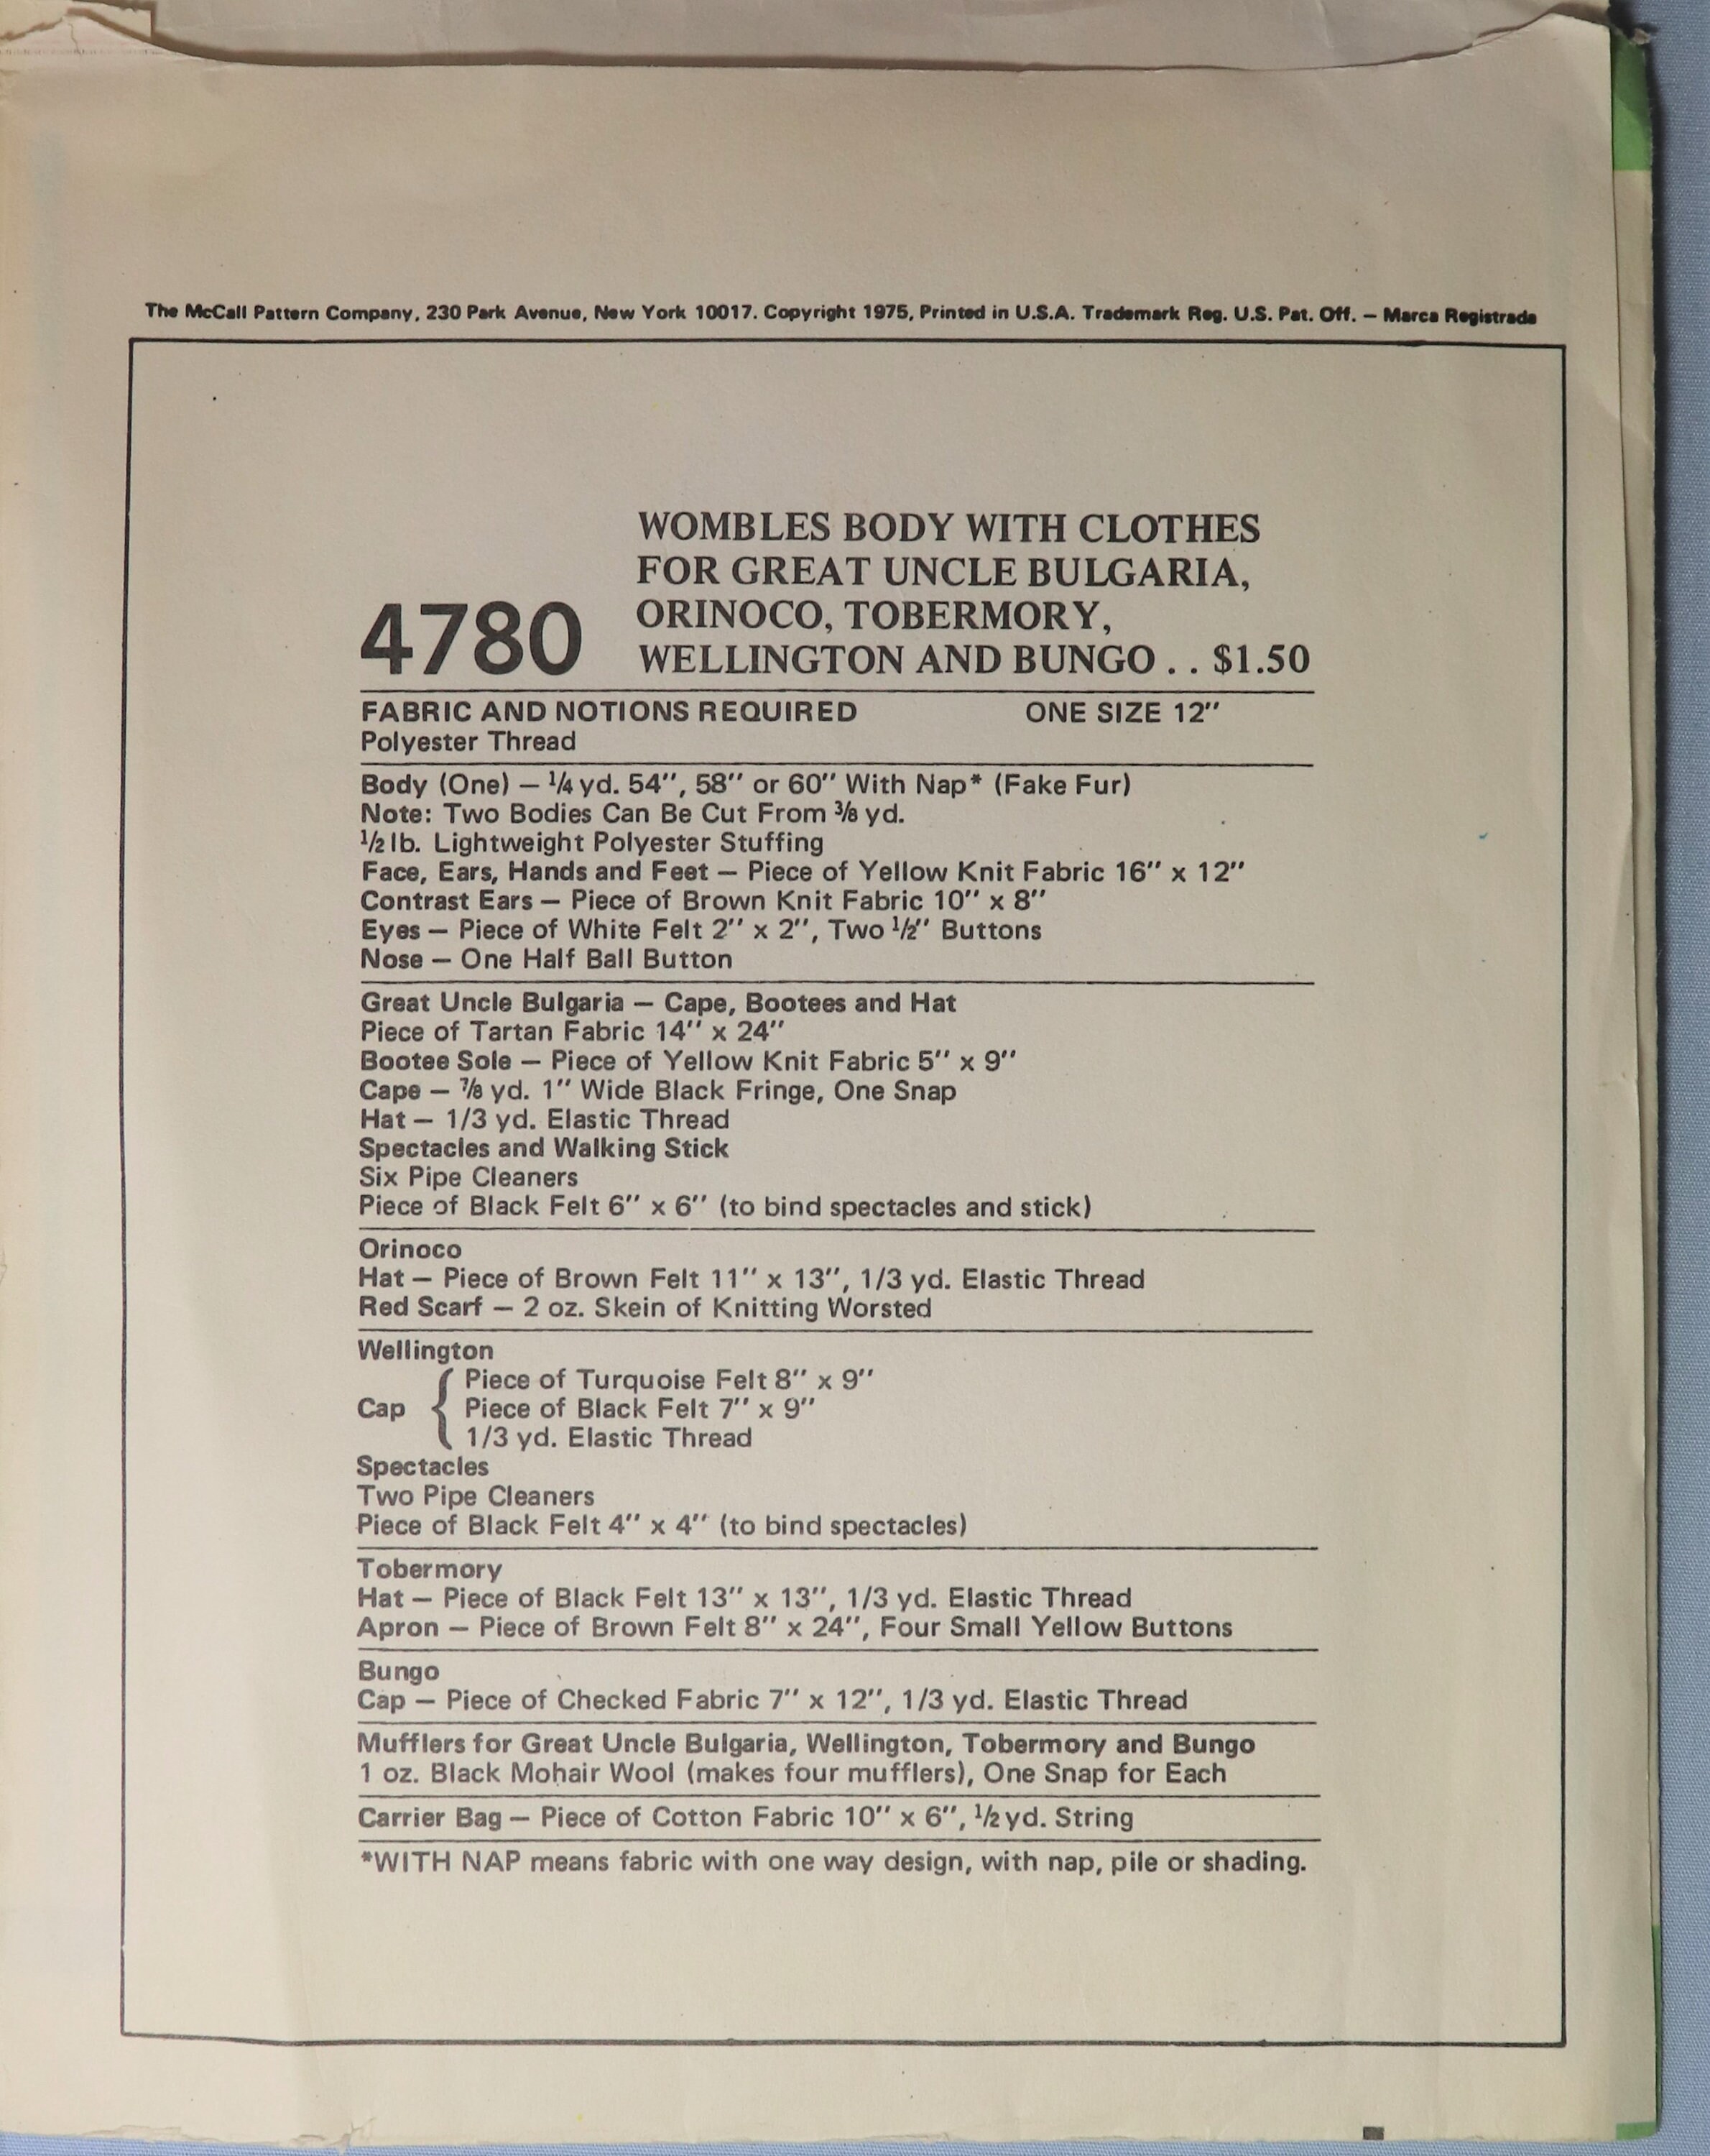 The McCall Pattern Company, 230 Park Avenue, New York 10017. Copyright 1975, Printed in U.S.A. Trademark Reg. U.S. Pat. Off. — Marca Registrada
WOMBLES BODY WITH CLOTHES
FOR GREAT UNCLE BULGARIA,
ORINOCO, TOBERMORY,
4780 WELLINGTON AND BUNGO . . $1.50
FABRIC AND NOTIONS REQUIRED ONE SIZE 12″
Polyester Thread
Body (One) — ¼ yd. 54″, 58″ or 60″ With Nap* (Fake Fur)
Note: Two Bodies Can Be Cut From ⅜ yd.
½ lb. Lightweight Polyester Stuffing
Face, Ears, Hands and Feet — Piece of Yellow Knit Fabric 16″ x 12″
Contrast Ears — Piece of Brown Knit Fabric 10″ x 8″
Eyes — Piece of White Felt 2″ x 2″, Two ½″ Buttons
Nose — One Half Ball Button
Great Uncle Bulgaria — Cape, Bootees and Hat
Piece of Tartan Fabric 14″ x 24″
Bootee Sole — Piece of Yellow Knit Fabric 5″ x 9″
Cape — ⅞ yd. 1″ Wide Black Fringe, One Snap
Hat — 1/3 yd. Elastic Thread
Spectacles and Walking Stick
Six Pipe Cleaners
Piece of Black Felt 6″ x 6″ (to bind spectacles and stick)
Orinoco
Hat — Piece of Brown Felt 11″ x 13″, 1/3 yd. Elastic Thread
Red Scarf — 2 oz. Skein of Knitting Worsted
Wellington
Piece of Turquoise Felt 8″ x 9″
Cap { Piece of Black Felt 7″ x 9″
1/3 yd. Elastic Thread
Spectacles
Two Pipe Cleaners
Piece of Black Felt 4″ x 4″ (to bind spectacles)
Tobermory
Hat — Piece of Black Felt 13″ x 13″, 1/3 yd. Elastic Thread
Apron — Piece of Brown Felt 8″ x 24″, Four Small Yellow Buttons
Bungo
Cap — Piece of Checked Fabric 7″ x 12″, 1/3 yd. Elastic Thread
Mufflers for Great Uncle Bulgaria, Wellington, Tobermory and Bungo
1 oz. Black Mohair Wool (makes four mufflers), One Snap for Each
Carrier Bag — Piece of Cotton Fabric 10″ x 6″, ½ yd. String
*WITH NAP means fabric with one way design, with nap, pile or shading.